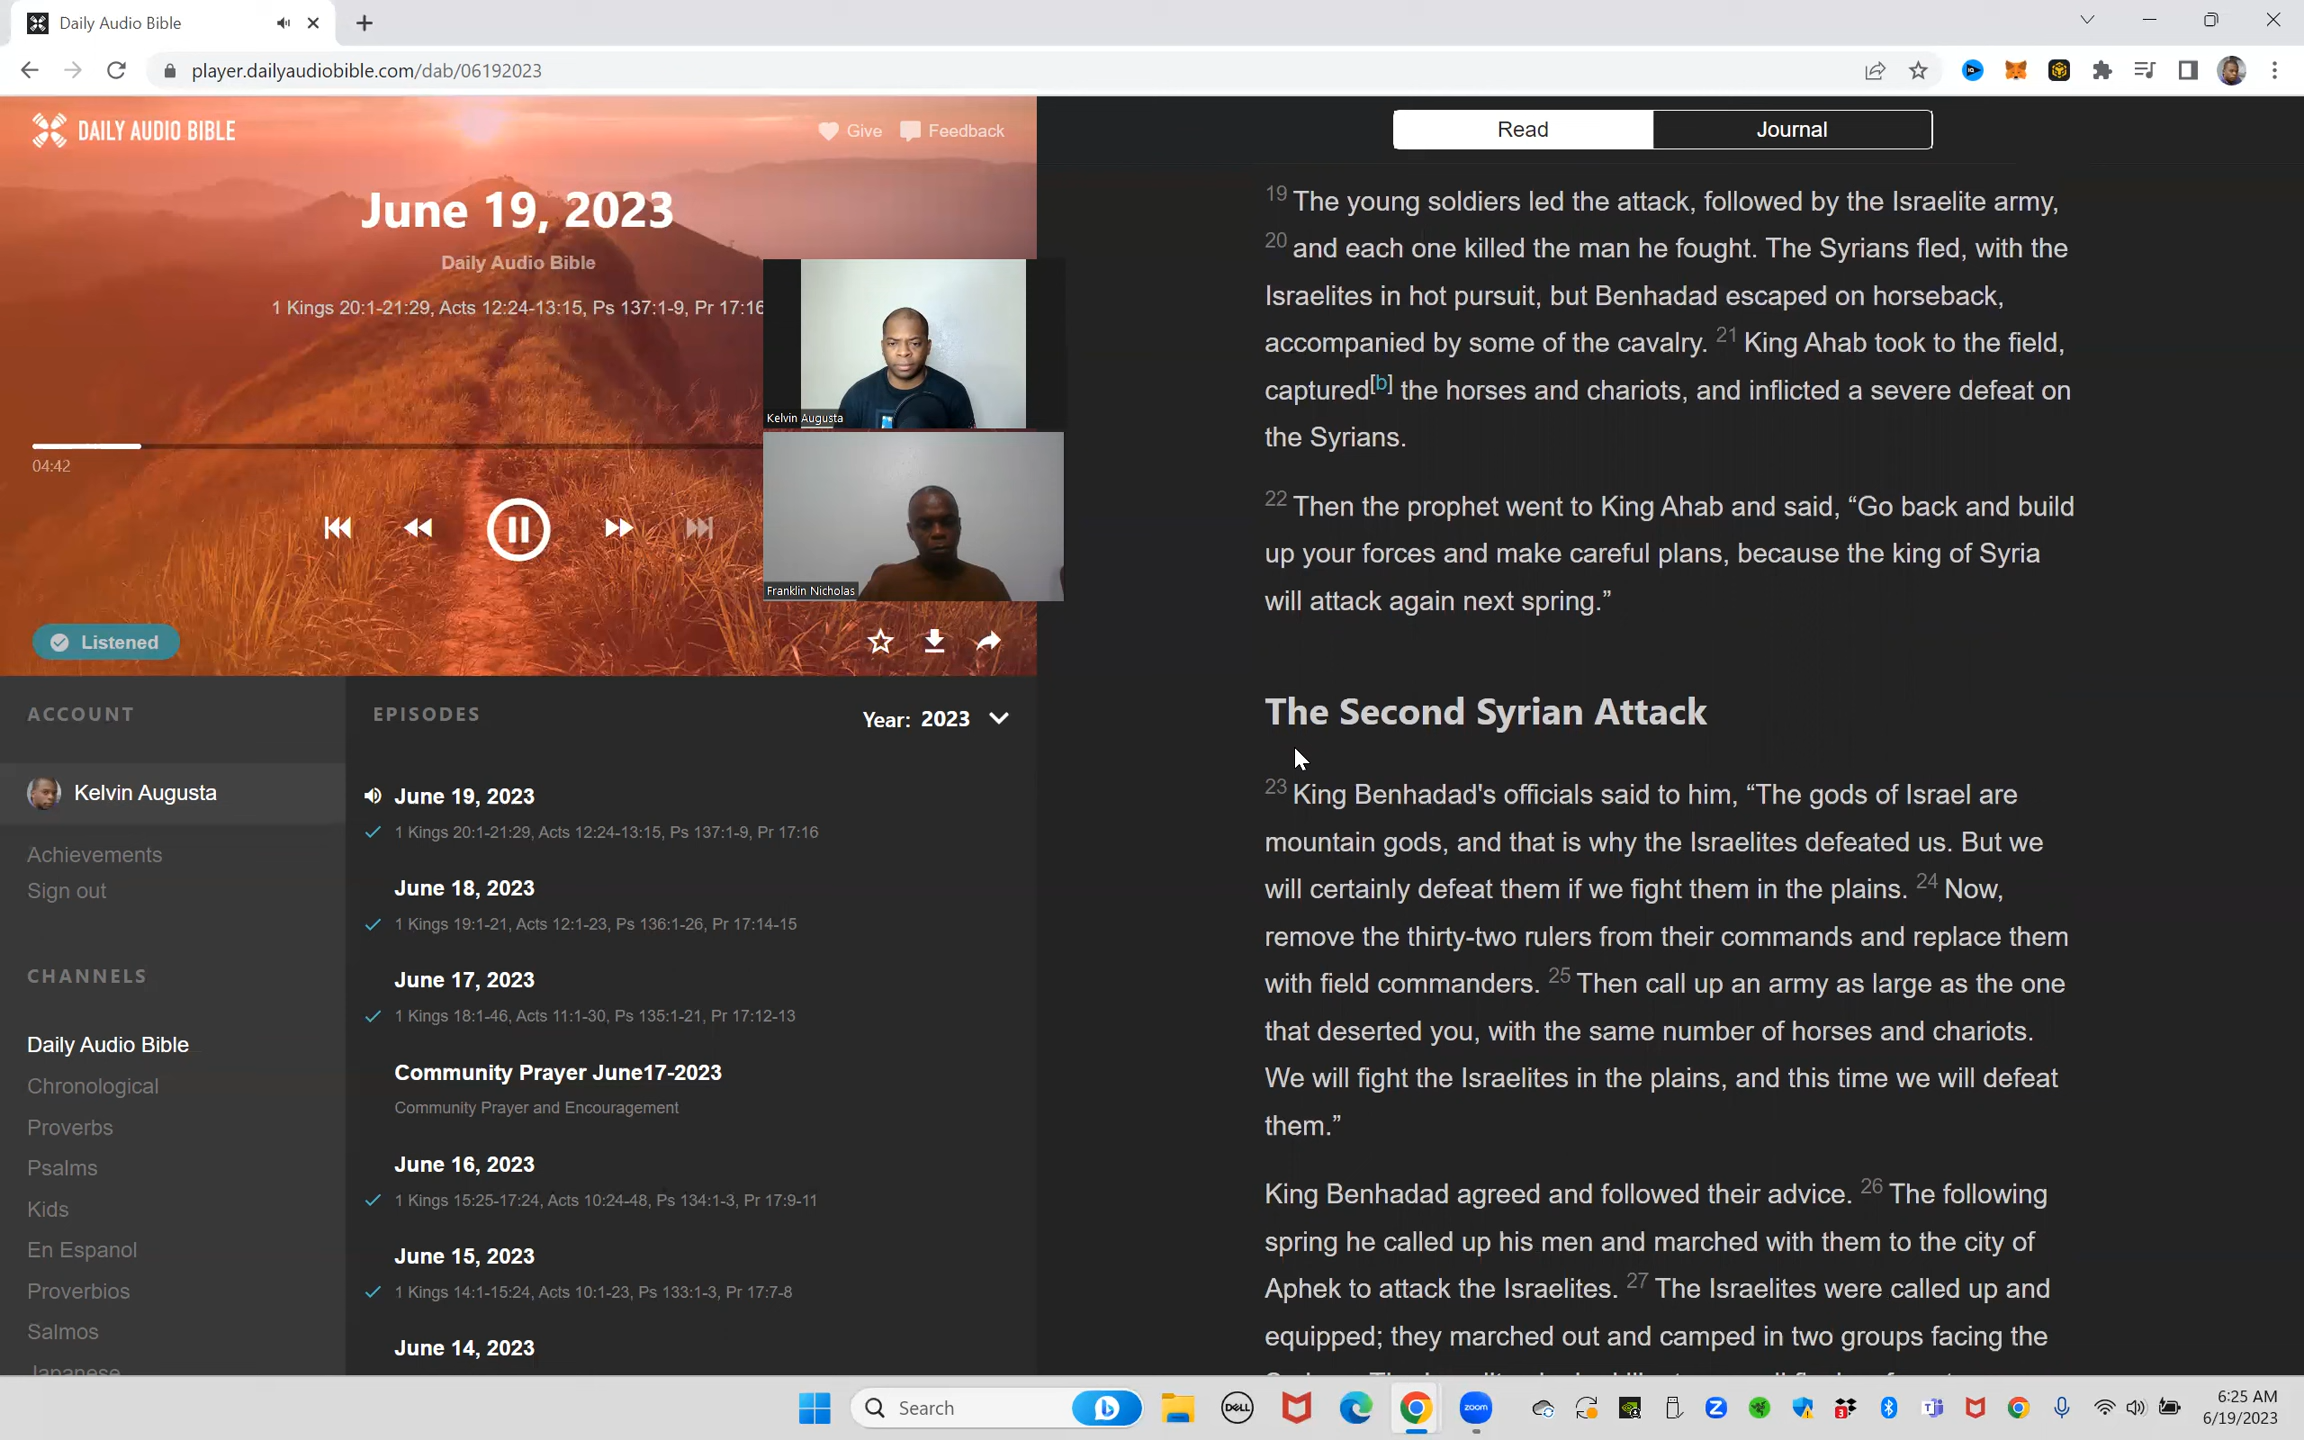 Daily Audio Bible
player.dailyaudiobible.com/dab/06192023
DAILY AUDIO BIBLE
Give
Feedback
June 19, 2023
Daily Audio Bible
1 Kings 20:1-21:29, Acts 12:24-13:15, Ps 137:1-9, Pr 17:16
Kelvin Augusta
04:42
Franklin Nicholas
Listened
ACCOUNT
Kelvin Augusta
Achievements
Sign out
CHANNELS
Daily Audio Bible
Chronological
Proverbs
Psalms
Kids
En Espanol
Proverbios
Salmos
Japanese
EPISODES
Year: 2023
June 19, 2023
1 Kings 20:1-21:29, Acts 12:24-13:15, Ps 137:1-9, Pr 17:16
June 18, 2023
1 Kings 19:1-21, Acts 12:1-23, Ps 136:1-26, Pr 17:14-15
June 17, 2023
1 Kings 18:1-46, Acts 11:1-30, Ps 135:1-21, Pr 17:12-13
Community Prayer June17-2023
Community Prayer and Encouragement
June 16, 2023
1 Kings 15:25-17:24, Acts 10:24-48, Ps 134:1-3, Pr 17:9-11
June 15, 2023
1 Kings 14:1-15:24, Acts 10:1-23, Ps 133:1-3, Pr 17:7-8
June 14, 2023
Read
Journal
19 The young soldiers led the attack, followed by the Israelite army,
20 and each one killed the man he fought. The Syrians fled, with the
Israelites in hot pursuit, but Benhadad escaped on horseback,
accompanied by some of the cavalry. 21 King Ahab took to the field,
captured[b] the horses and chariots, and inflicted a severe defeat on
the Syrians.
22 Then the prophet went to King Ahab and said, “Go back and build
up your forces and make careful plans, because the king of Syria
will attack again next spring.”
The Second Syrian Attack
23 King Benhadad's officials said to him, “The gods of Israel are
mountain gods, and that is why the Israelites defeated us. But we
will certainly defeat them if we fight them in the plains. 24 Now,
remove the thirty-two rulers from their commands and replace them
with field commanders. 25 Then call up an army as large as the one
that deserted you, with the same number of horses and chariots.
We will fight the Israelites in the plains, and this time we will defeat
them.”
King Benhadad agreed and followed their advice. 26 The following
spring he called up his men and marched with them to the city of
Aphek to attack the Israelites. 27 The Israelites were called up and
equipped; they marched out and camped in two groups facing the
Search
DELL
zoom
3
6:25 AM
6/19/2023